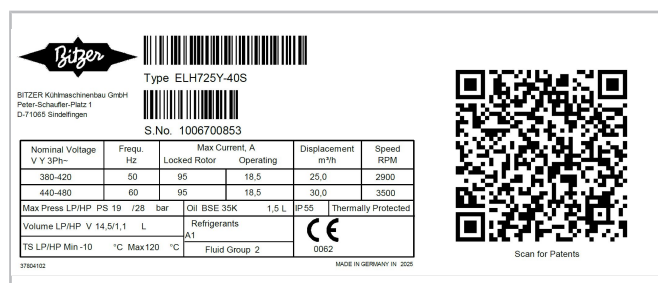 Bitzer
Type ELH725Y-40S
BITZER Kühlmaschinenbau GmbH
Peter-Schaufler-Platz 1
D-71065 Sindelfingen
S.No. 1006700853
Nominal Voltage V Y 3Ph~ Frequ. Hz Max Current, A Locked Rotor Operating Displacement m³/h Speed RPM
380-420 50 95 18,5 25,0 2900
440-480 60 95 18,5 30,0 3500
Max Press LP/HP PS 19 /28 bar Oil BSE 35K 1,5 L IP55 Thermally Protected
Volume LP/HP V 14,5/1,1 L Refrigerants A1 CE
TS LP/HP Min -10 °C Max120 °C Fluid Group 2 0062
37804102 MADE IN GERMANY IN 2025
Scan for Patents